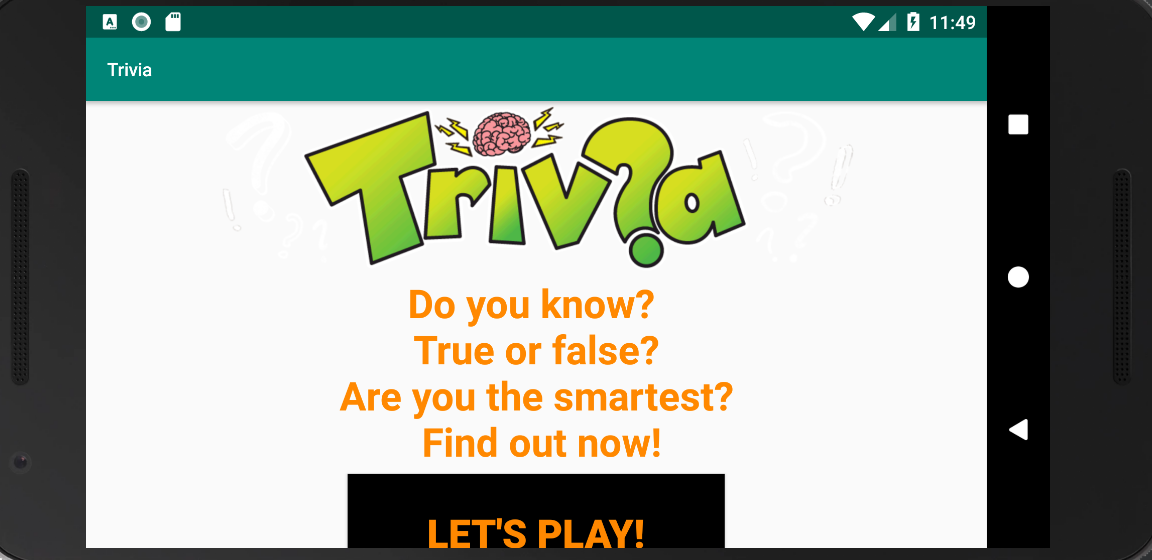 11:49
Trivia
Triv?a
Do you know?
True or false?
Are you the smartest?
Find out now!
LET'S PLAY!